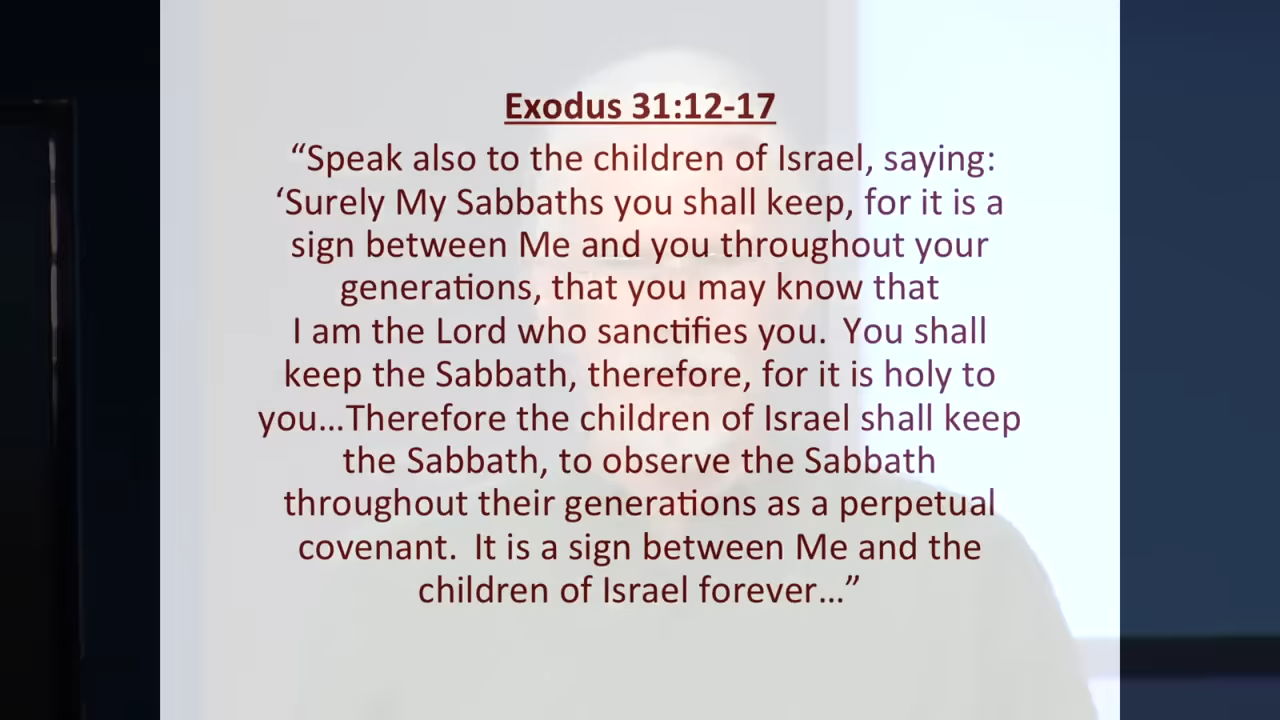 Exodus 31:12-17
“Speak also to the children of Israel, saying:
‘Surely My Sabbaths you shall keep, for it is a
sign between Me and you throughout your
generations, that you may know that
I am the Lord who sanctifies you. You shall
keep the Sabbath, therefore, for it is holy to
you…Therefore the children of Israel shall keep
the Sabbath, to observe the Sabbath
throughout their generations as a perpetual
covenant. It is a sign between Me and the
children of Israel forever…”